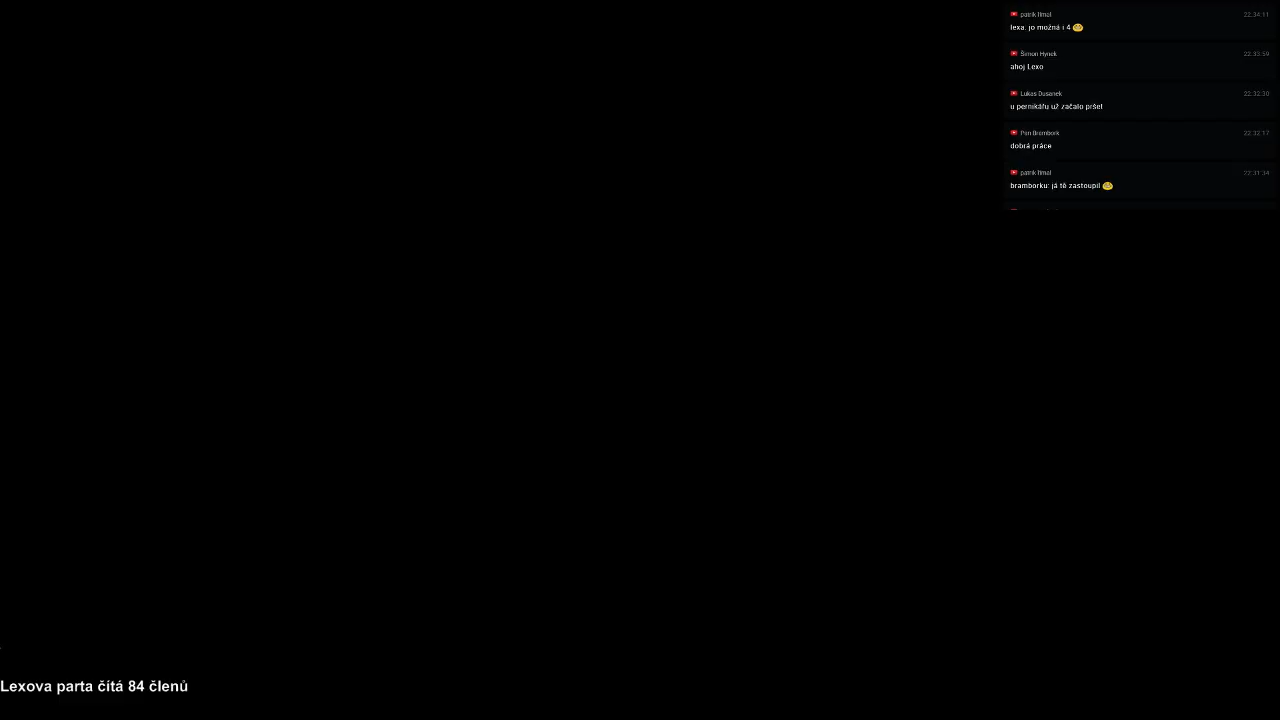 patrik hmal 22:34:11
lexa: jo možná i 4
Šimon Hynek 22:33:59
ahoj Lexo
Lukas Dusanek 22:32:30
u pernikářu už začalo pršet
Pan Brambork 22:32:17
dobrá práce
patrik hmal 22:31:34
bramborku: já tě zastoupil
Lexova parta čítá 84 členů